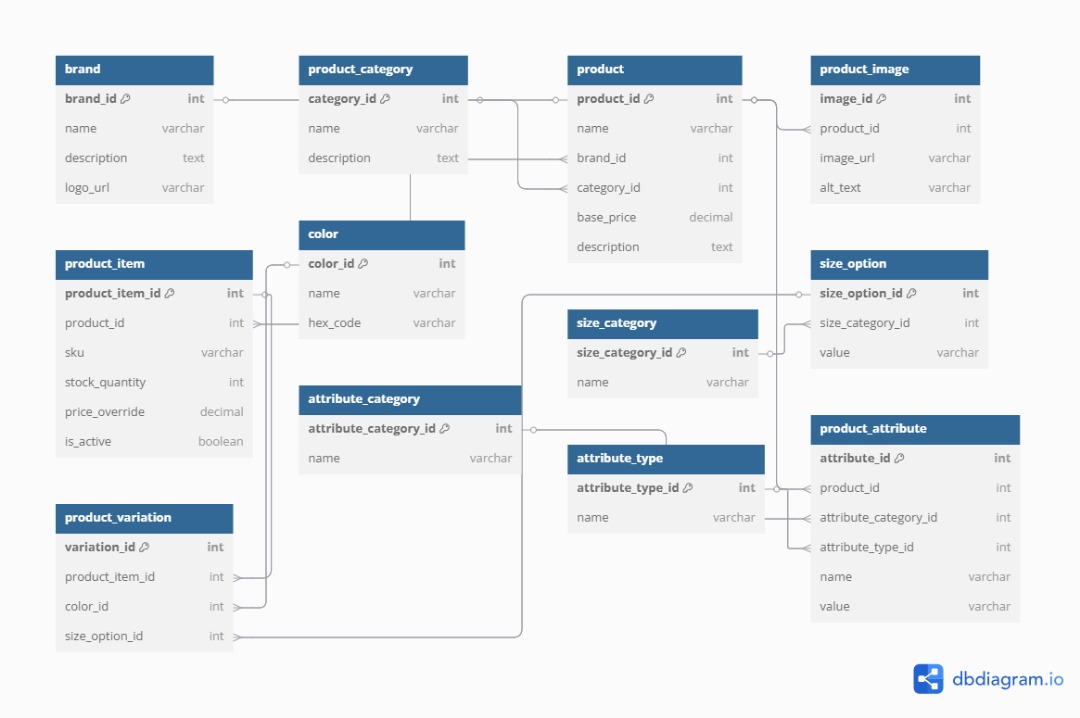 brand
brand_id int
name varchar
description text
logo_url varchar
product_category
category_id int
name varchar
description text
product
product_id int
name varchar
brand_id int
category_id int
base_price decimal
description text
product_image
image_id int
product_id int
image_url varchar
alt_text varchar
product_item
product_item_id int
product_id int
sku varchar
stock_quantity int
price_override decimal
is_active boolean
color
color_id int
name varchar
hex_code varchar
size_category
size_category_id int
name varchar
size_option
size_option_id int
size_category_id int
value varchar
attribute_category
attribute_category_id int
name varchar
attribute_type
attribute_type_id int
name varchar
product_attribute
attribute_id int
product_id int
attribute_category_id int
attribute_type_id int
name varchar
value varchar
product_variation
variation_id int
product_item_id int
color_id int
size_option_id int
dbdiagram.io